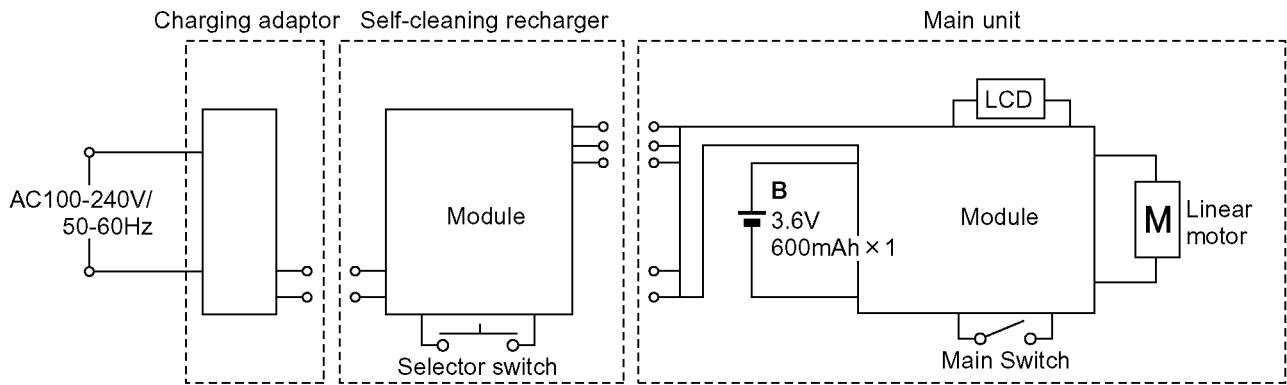 Charging adaptor
Self-cleaning recharger
Main unit
LCD
AC100-240V/
50-60Hz
Module
B
3.6V
600mAh×1
Module
M
Linear
motor
Selector switch
Main Switch